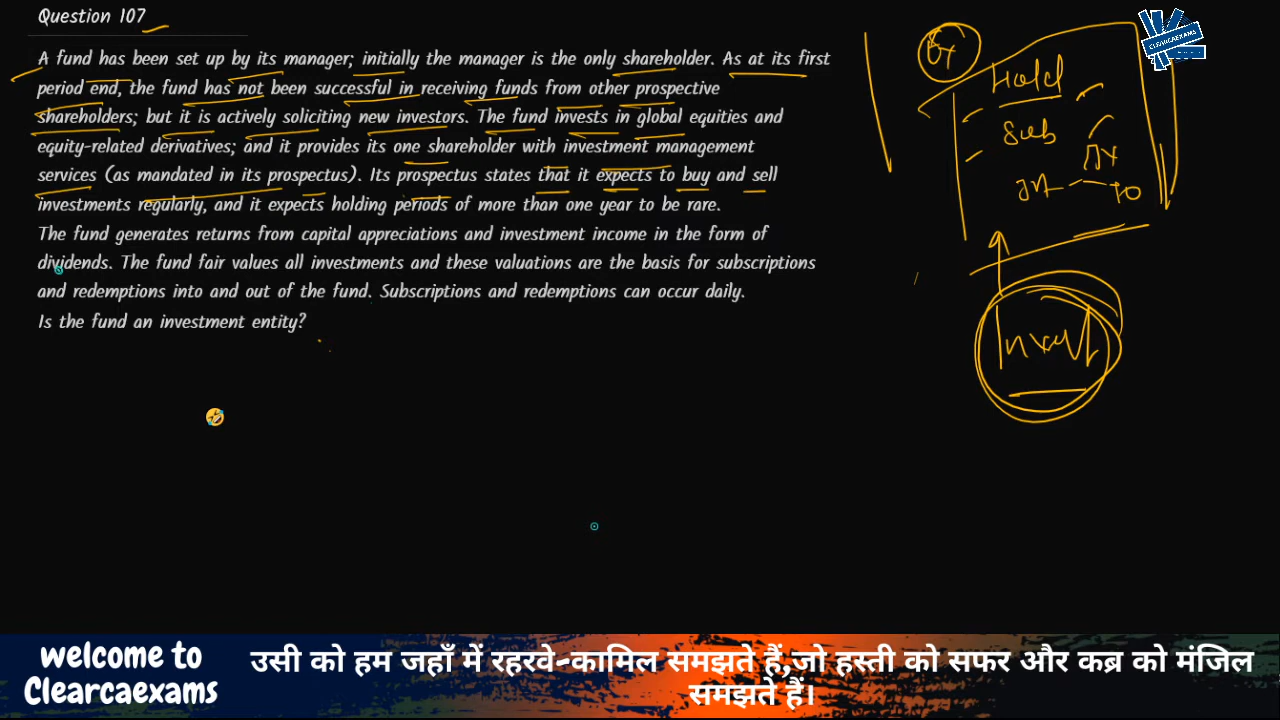 Question 107
A fund has been set up by its manager; initially the manager is the only shareholder. As at its first
period end, the fund has not been successful in receiving funds from other prospective
shareholders; but it is actively soliciting new investors. The fund invests in global equities and
equity-related derivatives; and it provides its one shareholder with investment management
services (as mandated in its prospectus). Its prospectus states that it expects to buy and sell
investments regularly, and it expects holding periods of more than one year to be rare.
The fund generates returns from capital appreciations and investment income in the form of
dividends. The fund fair values all investments and these valuations are the basis for subscriptions
and redemptions into and out of the fund. Subscriptions and redemptions can occur daily.
Is the fund an investment entity?
CLEARCAEXAMS
Hold
Sub
welcome to
Clearcaexams
उसी को हम जहाँ में रहरवे-कामिल समझते हैं,जो हस्ती को सफर और कब्र को मंजिल
समझते हैं।